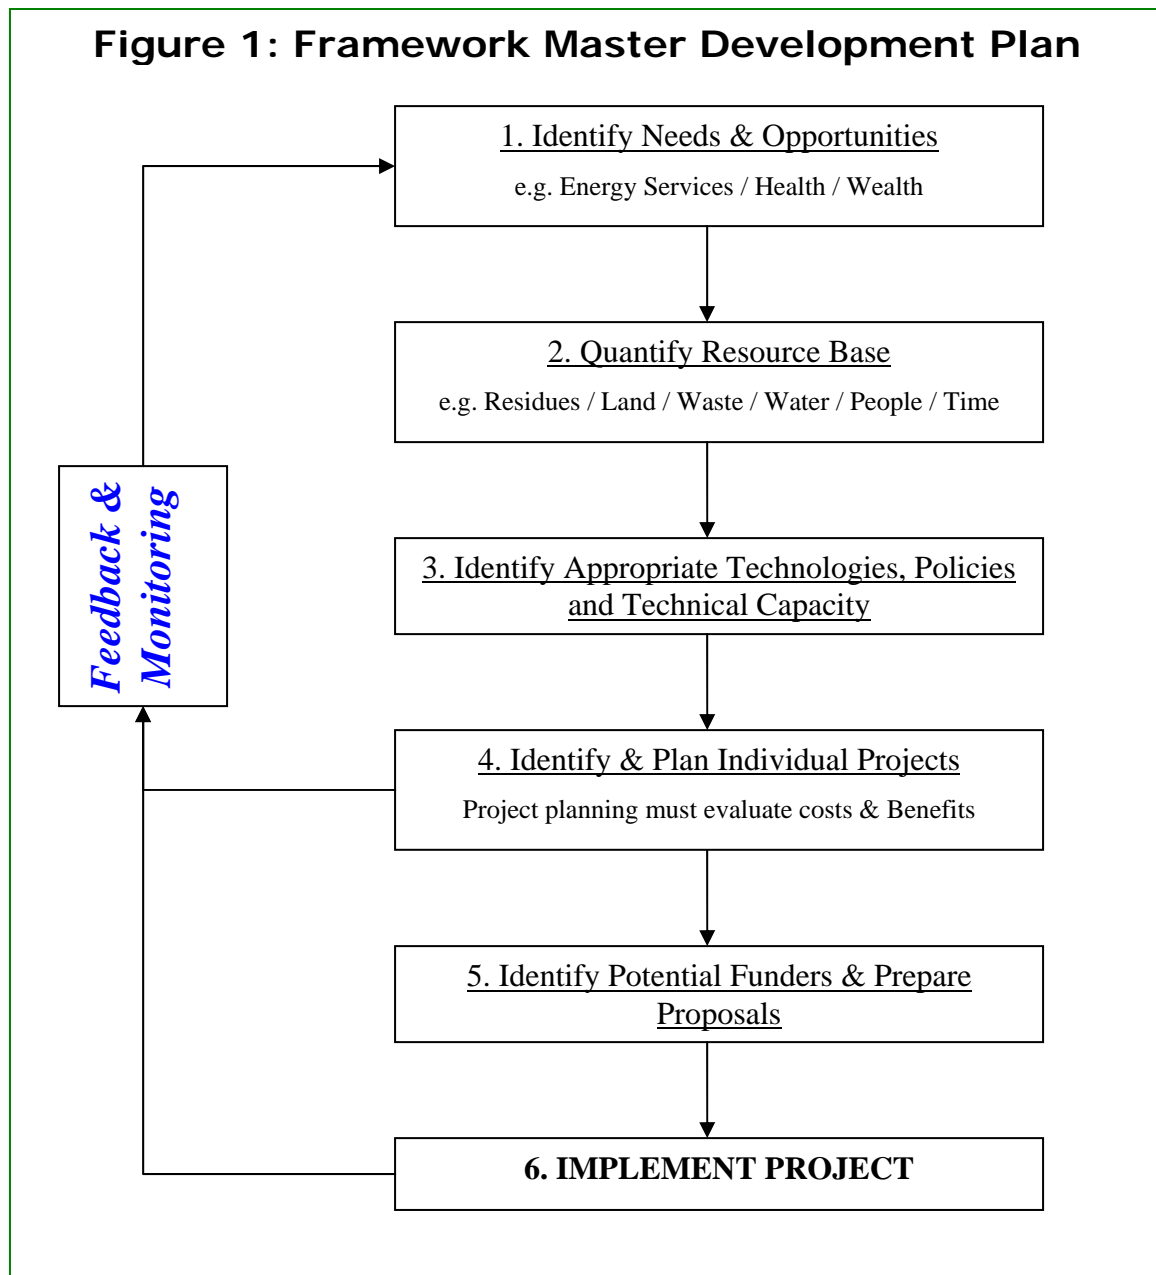 Figure 1: Framework Master Development Plan
1. Identify Needs & Opportunities
e.g. Energy Services / Health / Wealth
2. Quantify Resource Base
e.g. Residues / Land / Waste / Water / People / Time
Feedback &
Monitoring
3. Identify Appropriate Technologies, Policies
and Technical Capacity
4. Identify & Plan Individual Projects
Project planning must evaluate costs & Benefits
5. Identify Potential Funders & Prepare
Proposals
6. IMPLEMENT PROJECT